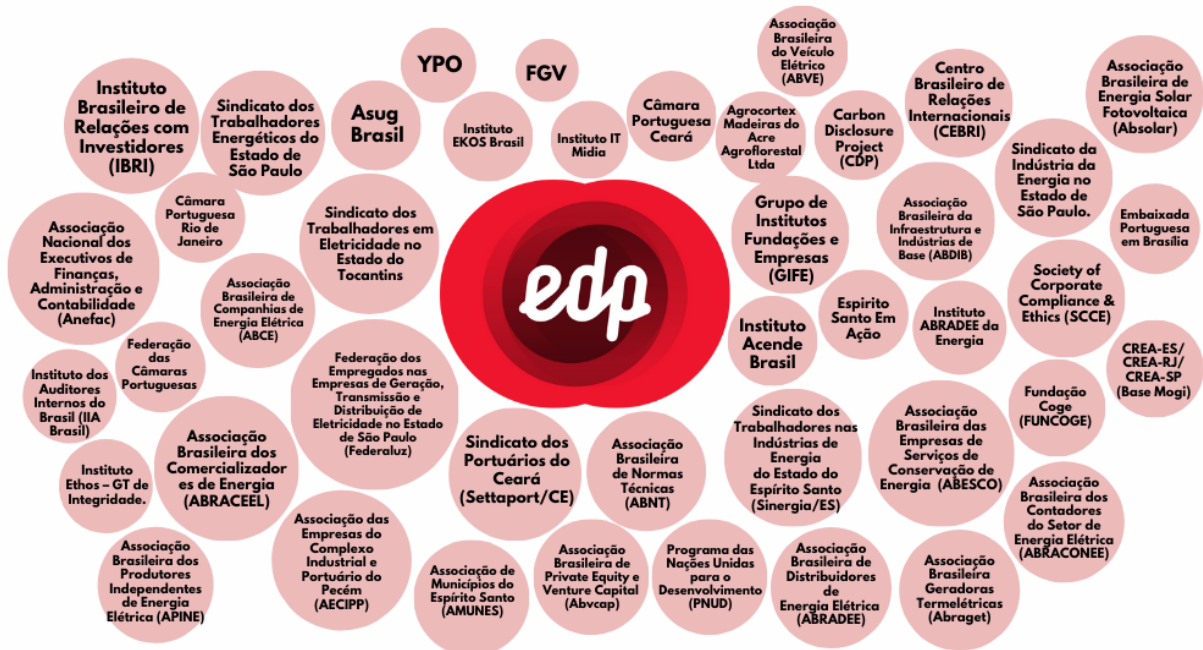 Instituto
Brasileiro de
Relações com
Investidores
(IBRI)
Sindicato dos
Trabalhadores
Energéticos do
Estado de
São Paulo
Asug
Brasil
YPO
Instituto
EKOS Brasil
FGV
Instituto IT
Midia
Câmara
Portuguesa
Ceará
Associação
Brasileira
do Veículo
Elétrico
(ABVE)
Agrocortex
Madeiras do
Acre
Agroflorestal
Ltda
Carbon
Disclosure
Project
(CDP)
Centro
Brasileiro de
Relações
Internacionais
(CEBRI)
Associação
Brasileira de
Energia Solar
Fotovoltaica
(Absolar)
Sindicato da
Indústria da
Energia no
Estado de
São Paulo.
Câmara
Portuguesa
Rio de
Janeiro
Associação
Nacional dos
Executivos de
Finanças,
Administração e
Contabilidade
(Anefac)
Sindicato dos
Trabalhadores em
Eletricidade no
Estado do
Tocantins
edp
Grupo de
Institutos
Fundações e
Empresas
(GIFE)
Associação
Brasileira da
Infraestrutura e
Indústrias de
Base (ABDIB)
Embaixada
Portuguesa
em Brasília
Associação
Brasileira de
Companhias de
Energia Elétrica
(ABCE)
Society of
Corporate
Compliance &
Ethics (SCCE)
Espirito
Santo Em
Ação
Instituto
ABRADEE da
Energia
Instituto
Acende
Brasil
Federação
das
Câmaras
Portuguesas
Federação dos
Empregados nas
Empresas de Geração,
Transmissão e
Distribuição de
Eletricidade no Estado
de São Paulo
(Federaluz)
CREA-ES/
CREA-RJ/
CREA-SP
(Base Mogi)
Instituto dos
Auditores
Internos do
Brasil (IIA
Brasil)
Fundação
Coge
(FUNCOGE)
Associação
Brasileira dos
Comercializador
es de Energia
(ABRACEEL)
Sindicato dos
Portuários do
Ceará
(Settaport/CE)
Associação
Brasileira
de Normas
Técnicas
(ABNT)
Sindicato dos
Trabalhadores nas
Indústrias de
Energia
do Estado do
Espírito Santo
(Sinergia/ES)
Associação
Brasileira das
Empresas de
Serviços de
Conservação de
Energia (ABESCO)
Instituto
Ethos – GT de
Integridade.
Associação
Brasileira dos
Contadores
do Setor de
Energia Elétrica
(ABRACONEE)
Associação
Brasileira dos
Produtores
Independentes
de Energia
Elétrica (APINE)
Associação das
Empresas do
Complexo
Industrial e
Portuário do
Pecém
(AECIPP)
Associação de
Municípios do
Espírito Santo
(AMUNES)
Associação
Brasileira de
Private Equity e
Venture Capital
(Abvcap)
Programa das
Nações Unidas
para o
Desenvolvimento
(PNUD)
Associação
Brasileira de
Distribuidores
de
Energia Elétrica
(ABRADEE)
Associação
Brasileira
Geradoras
Termelétricas
(Abraget)